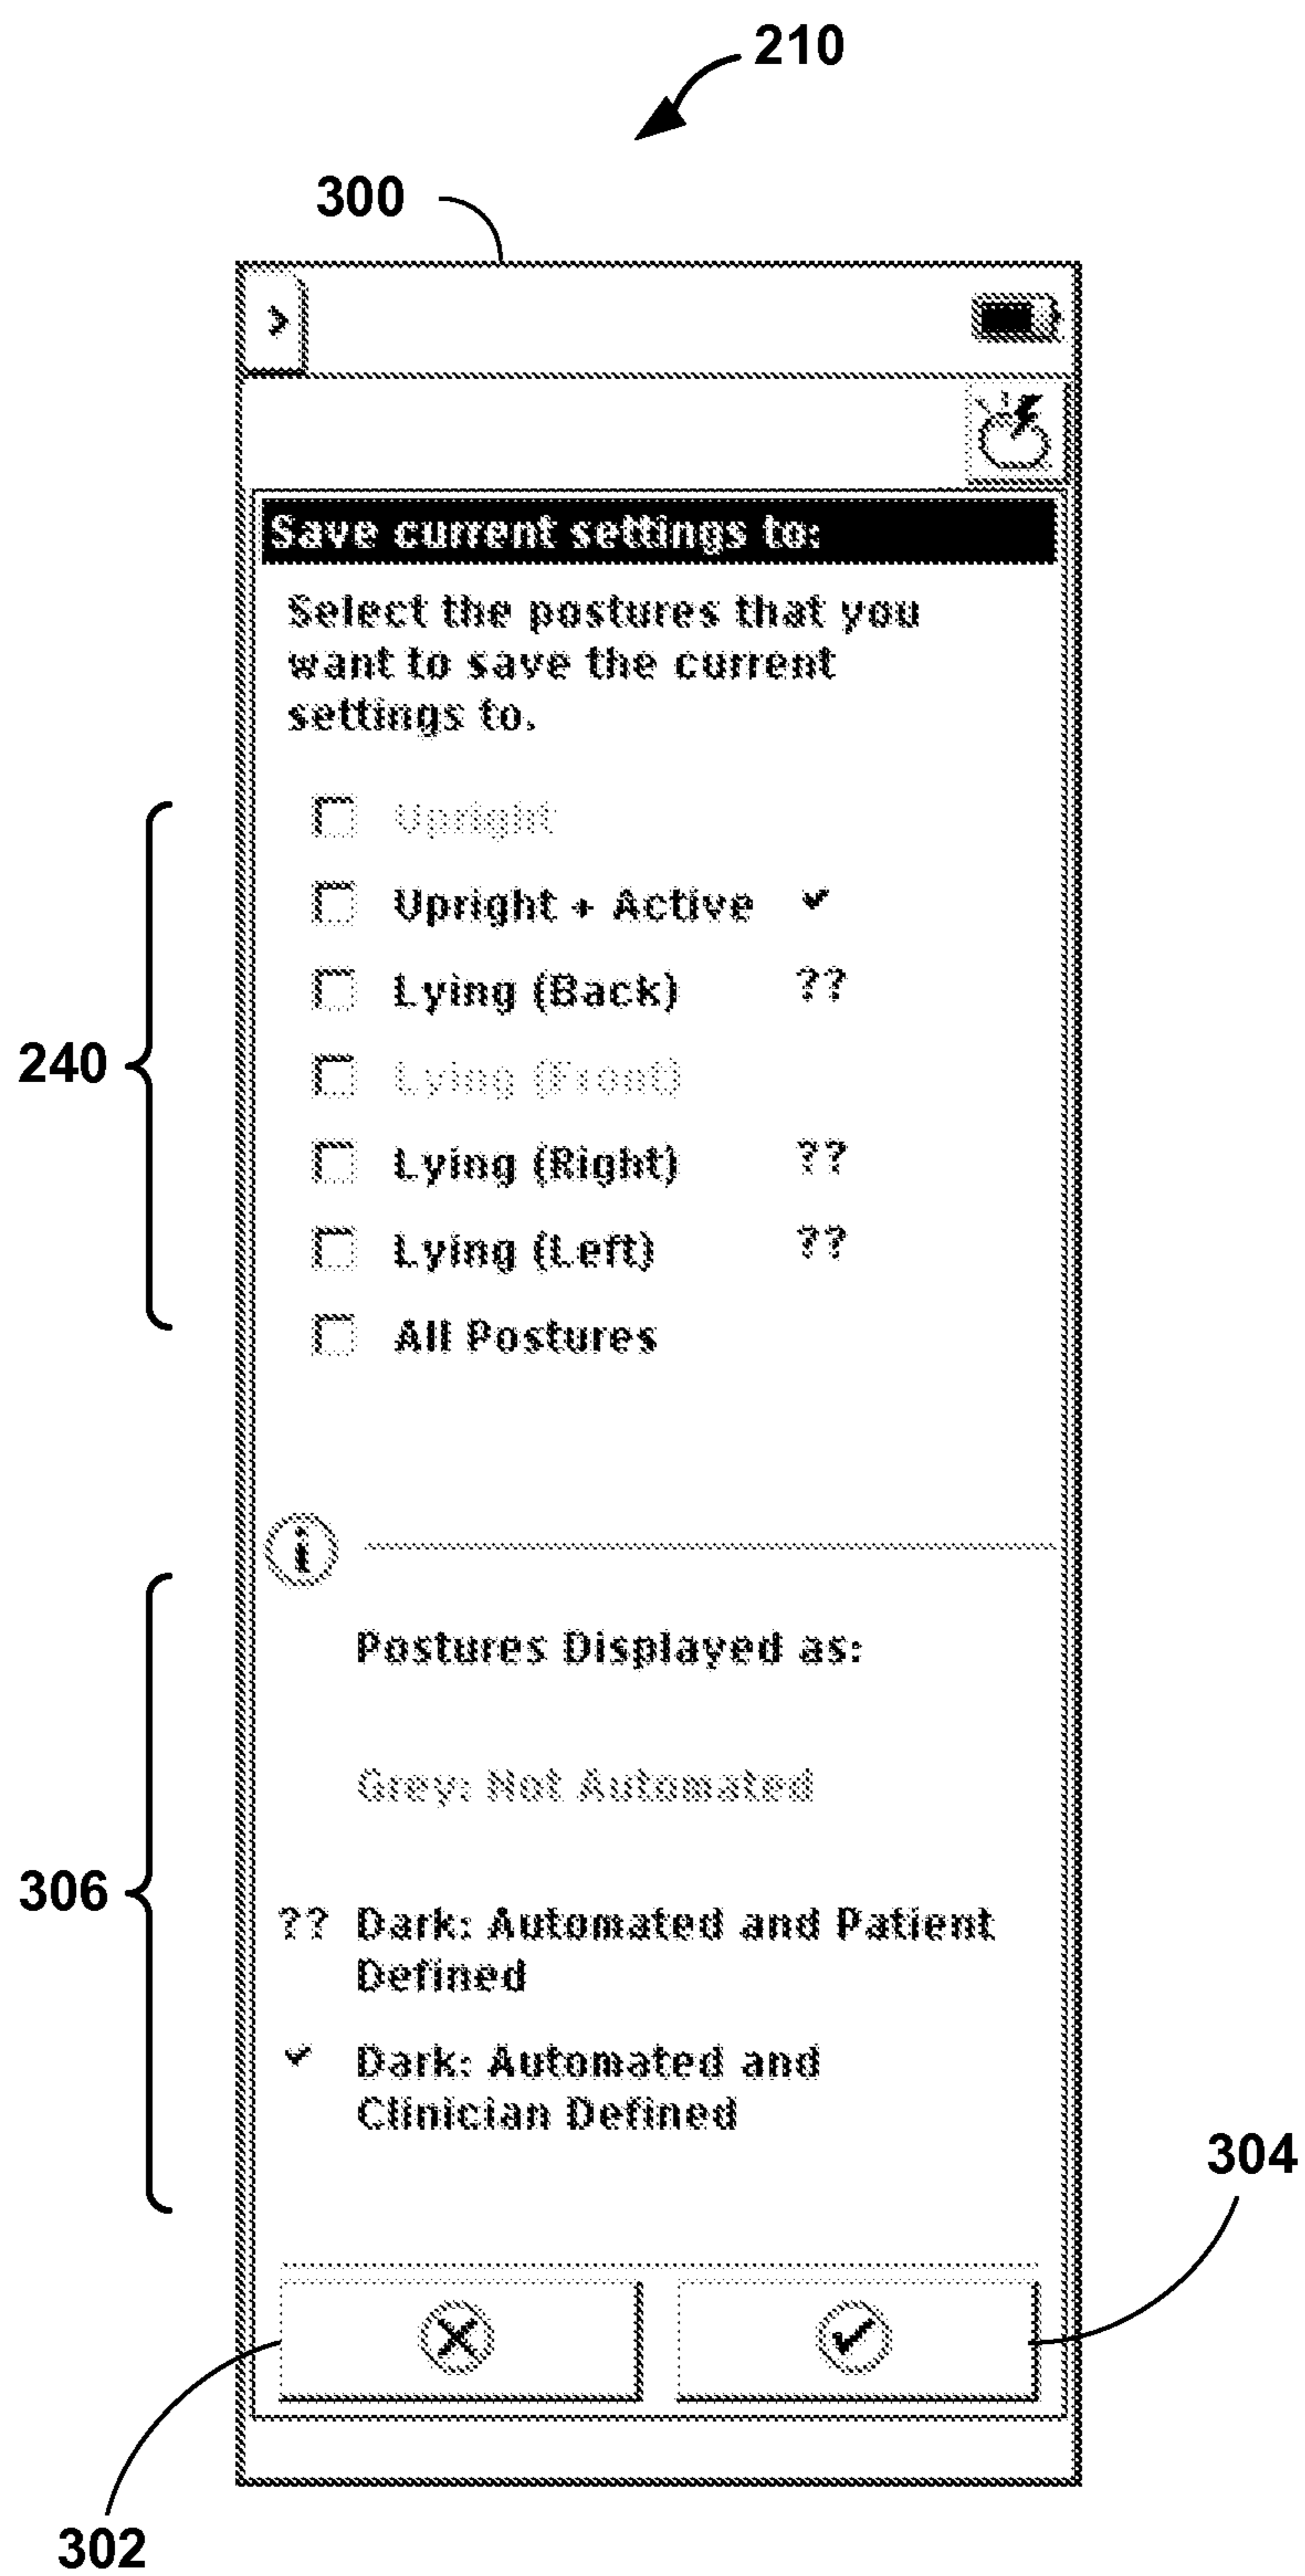 210
300
>
Save current settings to:
Select the postures that you
want to save the current
settings to.
Upright
Upright + Active ✓
Lying (Back) ??
Lying (Front)
240
Lying (Right) ??
Lying (Left) ??
All Postures
i
Postures Displayed as:
Grey: Not Automated
306
?? Dark: Automated and Patient
Defined
✓ Dark: Automated and
Clinician Defined
304
302